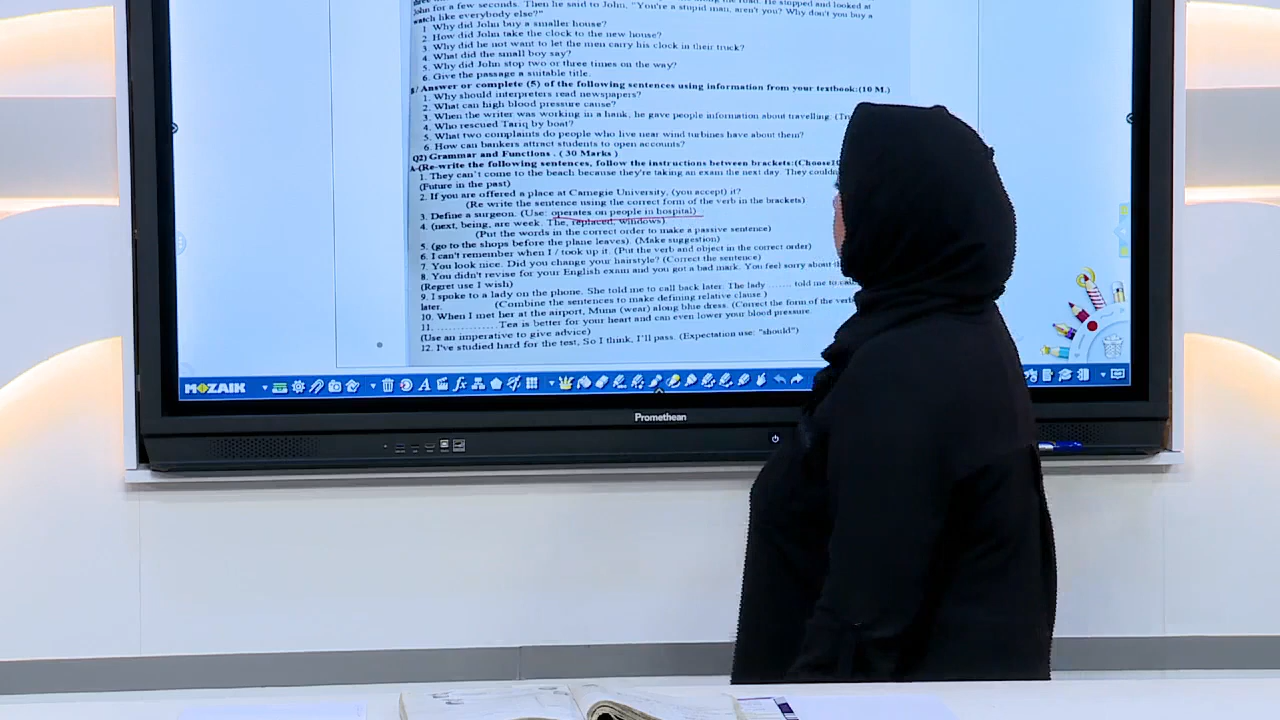 John for a few seconds. Then he said to John, "You're a stupid man, aren't you? Why don't you buy a
watch like everybody else?"
1 Why did John buy a smaller house?
2. How did John take the clock to the new house?
3. Why did he not want to let the men carry his clock in their truck?
4. What did the small boy say?
5. Why did John stop two or three times on the way?
6. Give the passage a suitable title.
Answer or complete (5) of the following sentences using information from your textbook:(10 M.)
1. Why should interpreters read newspapers?
2. What can high blood pressure cause?
3. When the writer was working in a hank, he gave people information about travelling.
4. Who rescued Tariq by boat?
5. What two complaints do people who live near wind turbines have about them?
6. How can bankers attract students to open accounts?
Q2) Grammar and Functions . ( 30 Marks )
A-(Re-write the following sentences, follow the instructions between brackets:(Choose10
1. They can't come to the beach because they're taking an exam the next day. They
(Future in the past)
2. If you are offered a place at Carnegie University, (you accept) it?
(Re write the sentence using the correct form of the verb in the brackets)
3. Define a surgeon. (Use: operates on people in hospital)
4. (next, being, are week. The, replaced, windows).
(Put the words in the correct order to make a passive sentence)
5. (go to the shops before the plane leaves). (Make suggestion)
6. I can't remember when I / took up it. (Put the verb and object in the correct order)
7. You look nice. Did you change your hairstyle? (Correct the sentence)
8. You didn't revise for your English exam and you got a bad mark. You feel sorry about
(Regret use I wish)
9. I spoke to a lady on the phone. She told me to call back later. The lady ....... told me to
later.
(Combine the sentences to make defining relative clause )
10. When I met her at the airport, Muna (wear) along blue dress. (Correct the form of the
11. ............... Tea is better for your heart and can even lower your blood pressure.
(Use an imperative to give advice)
12. I've studied hard for the test, So I think, I'll pass. (Expectation use: "should")
MOZAIK
Promethean